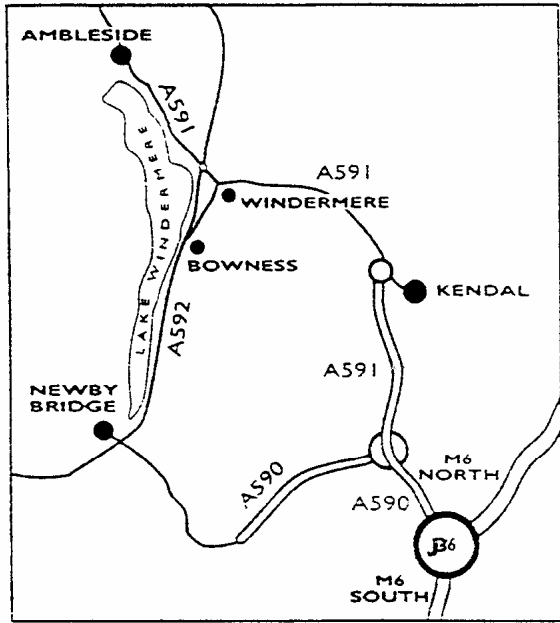 AMBLESIDE
A591
LAKE WINDERMERE
A591
WINDERMERE
BOWNESS
A592
KENDAL
A591
NEWBY
BRIDGE
A590
M6
NORTH
A590
J36
M6
SOUTH